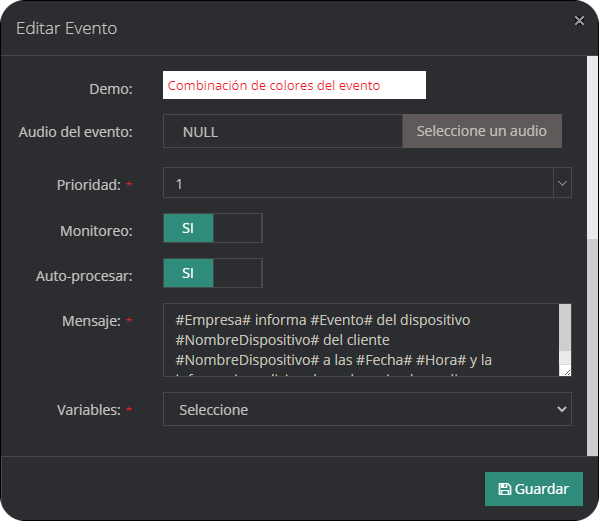 Editar Evento
×
Demo: Combinación de colores del evento
Audio del evento: NULL Seleccione un audio
Prioridad: * 1
Monitoreo: SI
Auto-procesar: SI
Mensaje: * #Empresa# informa #Evento# del dispositivo
#NombreDispositivo# del cliente
#NombreDispositivo# a las #Fecha# #Hora# y la
Variables: * Seleccione
Guardar